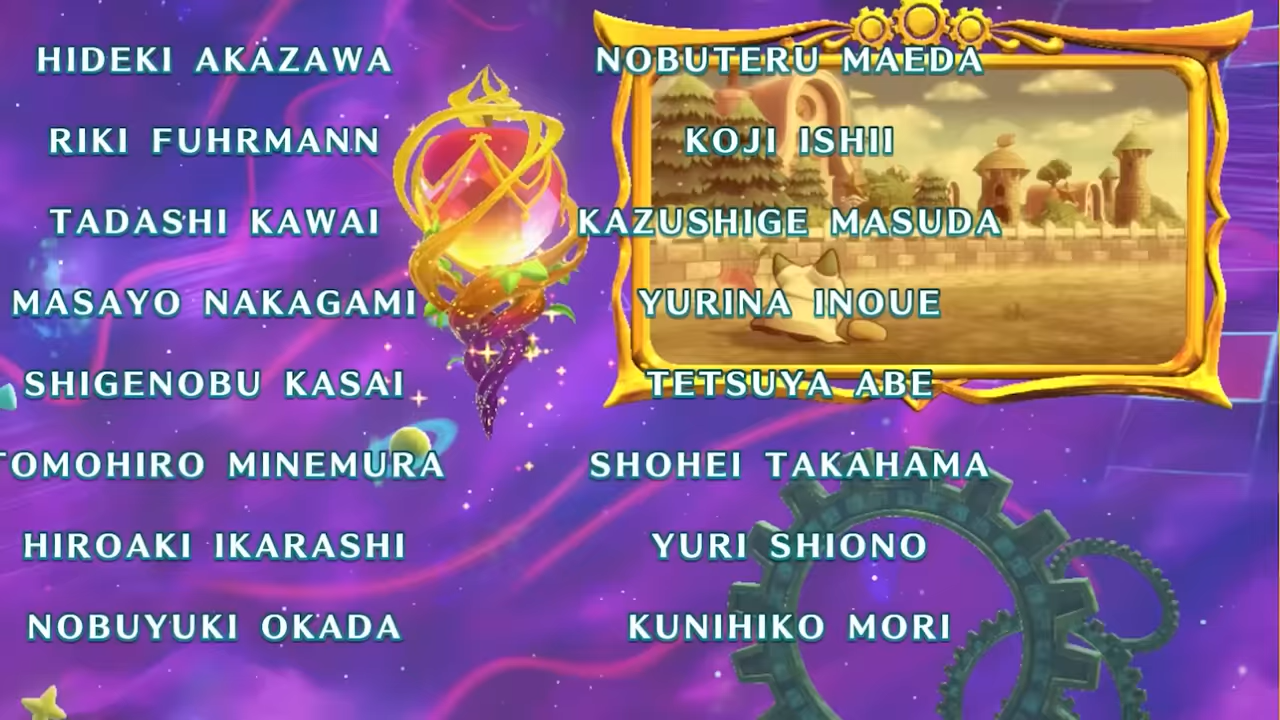 HIDEKI AKAZAWA NOBUTERU MAEDA
RIKI FUHRMANN KOJI ISHII
TADASHI KAWAI KAZUSHIGE MASUDA
MASAYO NAKAGAMI YURINA INOUE
SHIGENOBU KASAI TETSUYA ABE
TOMOHIRO MINEMURA SHOHEI TAKAHAMA
HIROAKI IKARASHI YURI SHIONO
NOBUYUKI OKADA KUNIHIKO MORI